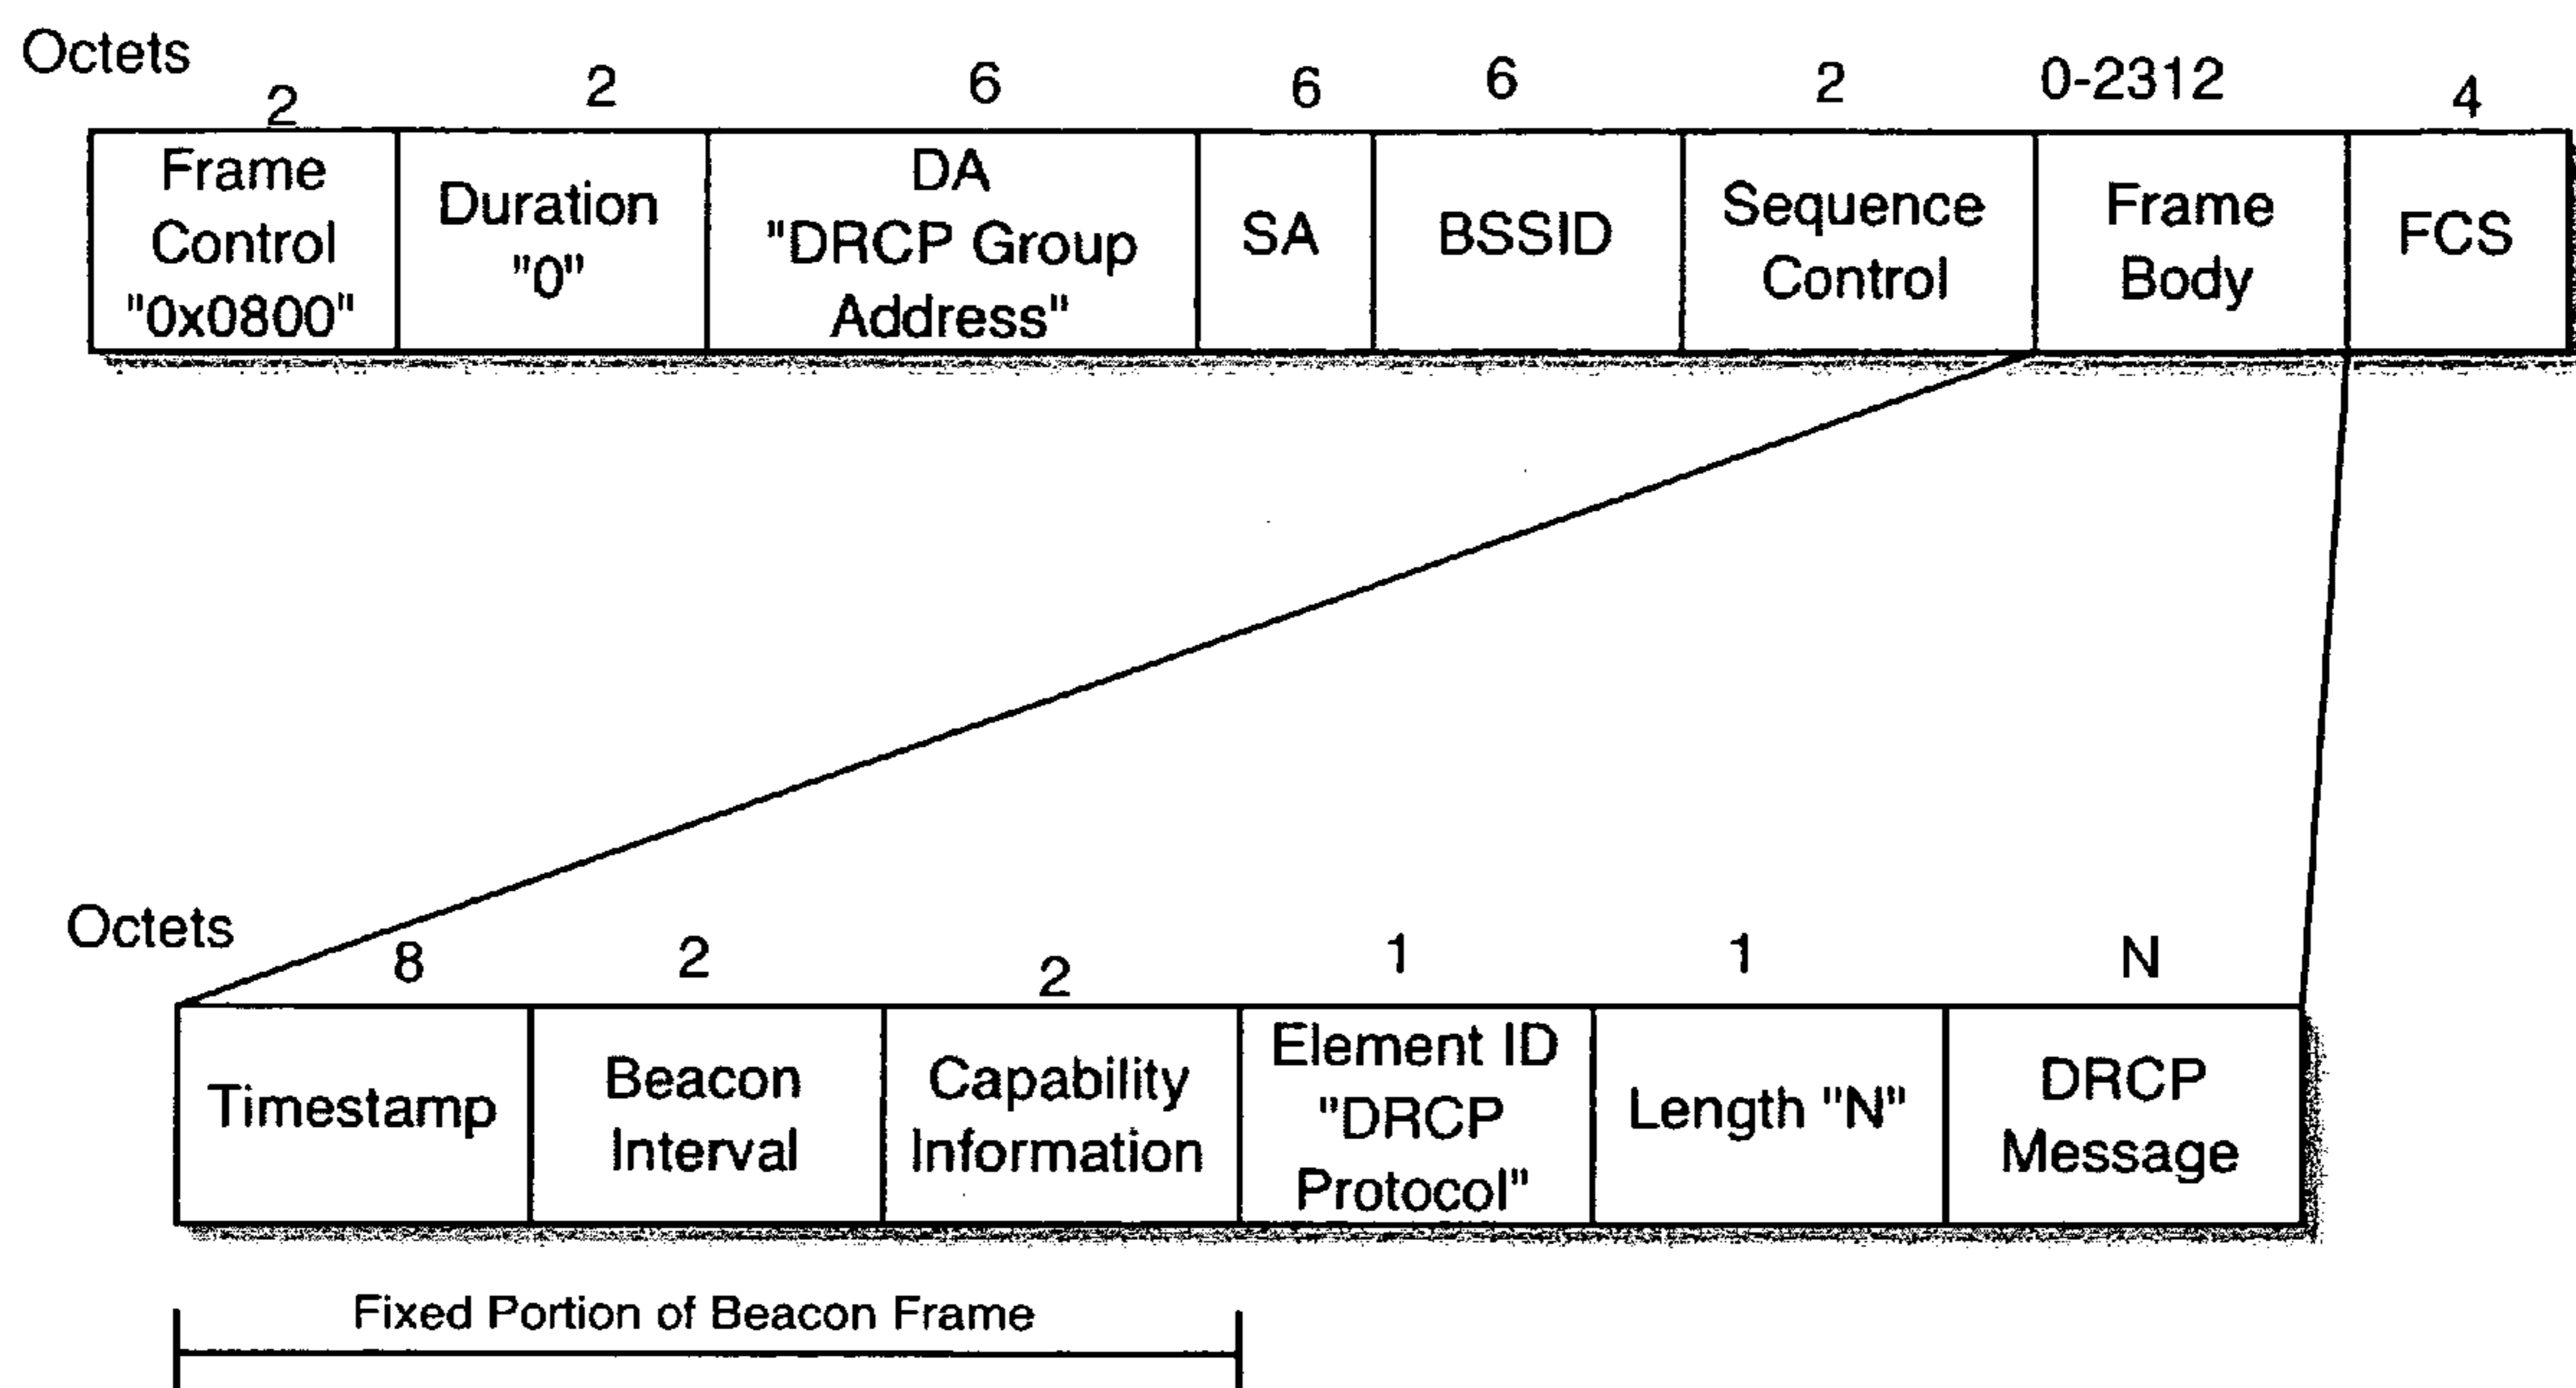 Octets
2 2 6 6 6 2 0-2312 4
Frame
Control
"0x0800"
Duration
"0"
DA
"DRCP Group
Address"
SA
BSSID
Sequence
Control
Frame
Body
FCS
Octets
8 2 2 1 1 N
Timestamp
Beacon
Interval
Capability
Information
Element ID
"DRCP
Protocol"
Length "N"
DRCP
Message
Fixed Portion of Beacon Frame